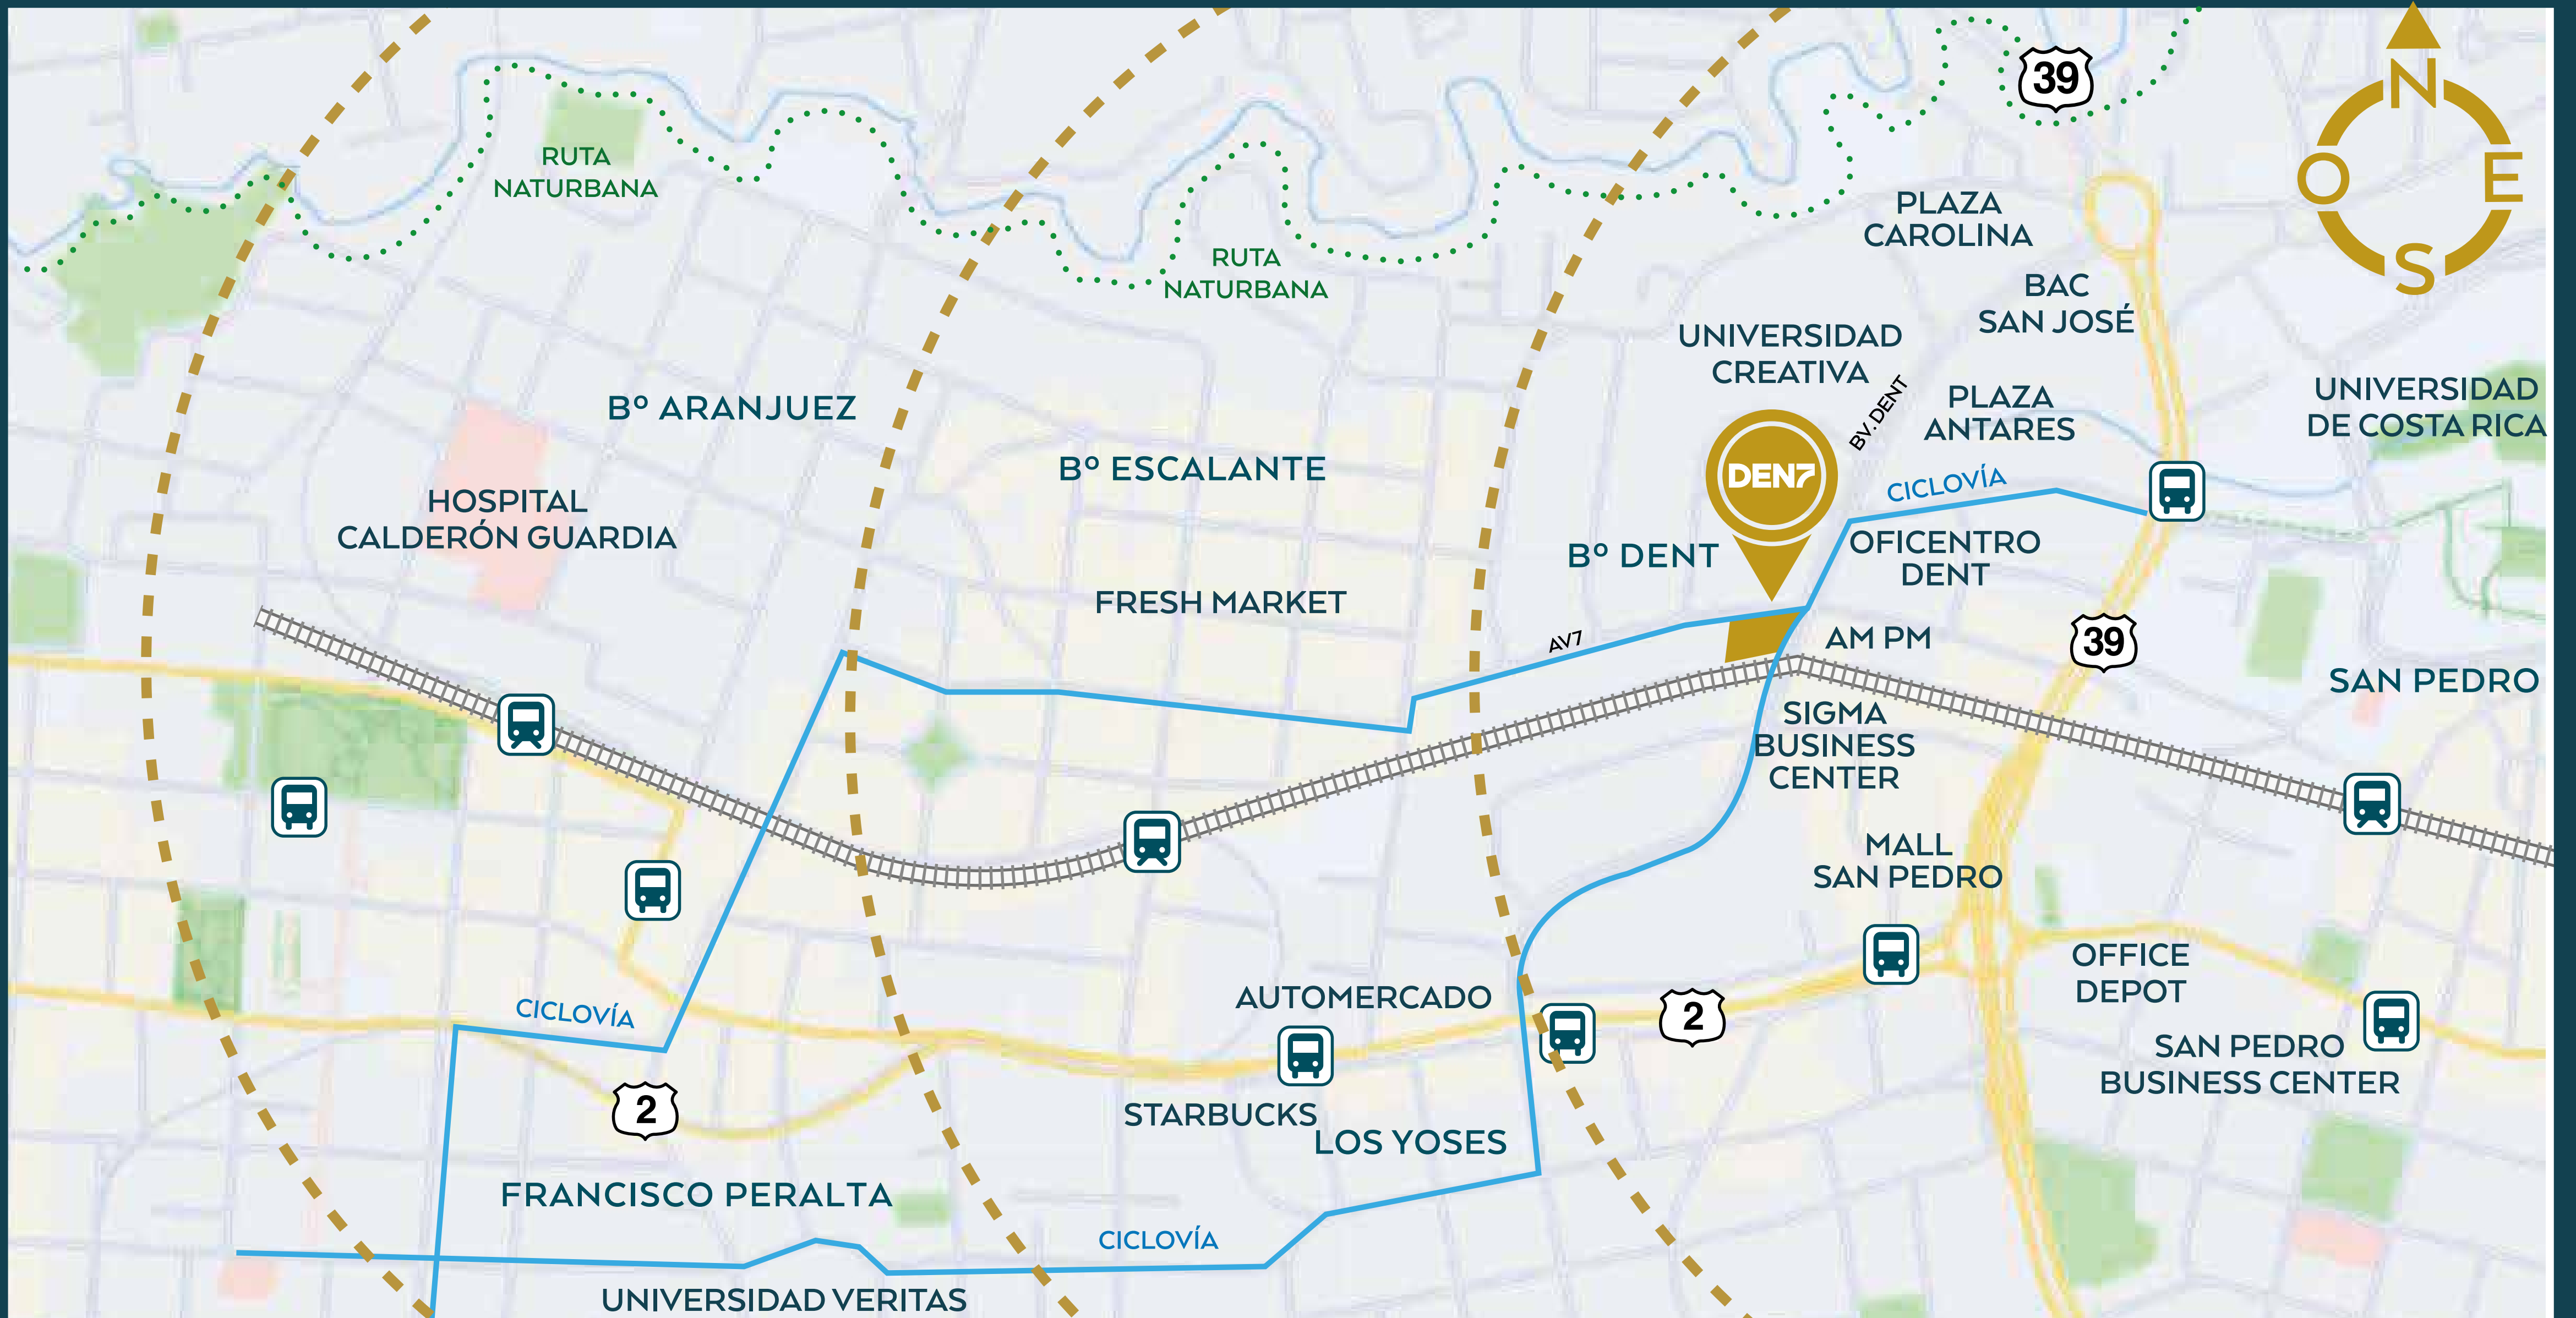 39
N
O
E
S
RUTA
NATURBANA
RUTA
NATURBANA
PLAZA
CAROLINA
BAC
SAN JOSÉ
UNIVERSIDAD
CREATIVA
BV. DENT
PLAZA
ANTARES
UNIVERSIDAD
DE COSTA RICA
Bº ARANJUEZ
Bº ESCALANTE
DEN7
CICLOVÍA
HOSPITAL
CALDERÓN GUARDIA
Bº DENT
OFICENTRO
DENT
FRESH MARKET
AV7
AM PM
39
SAN PEDRO
SIGMA
BUSINESS
CENTER
MALL
SAN PEDRO
OFFICE
DEPOT
AUTOMERCADO
CICLOVÍA
2
SAN PEDRO
BUSINESS CENTER
2
STARBUCKS
LOS YOSES
FRANCISCO PERALTA
CICLOVÍA
UNIVERSIDAD VERITAS